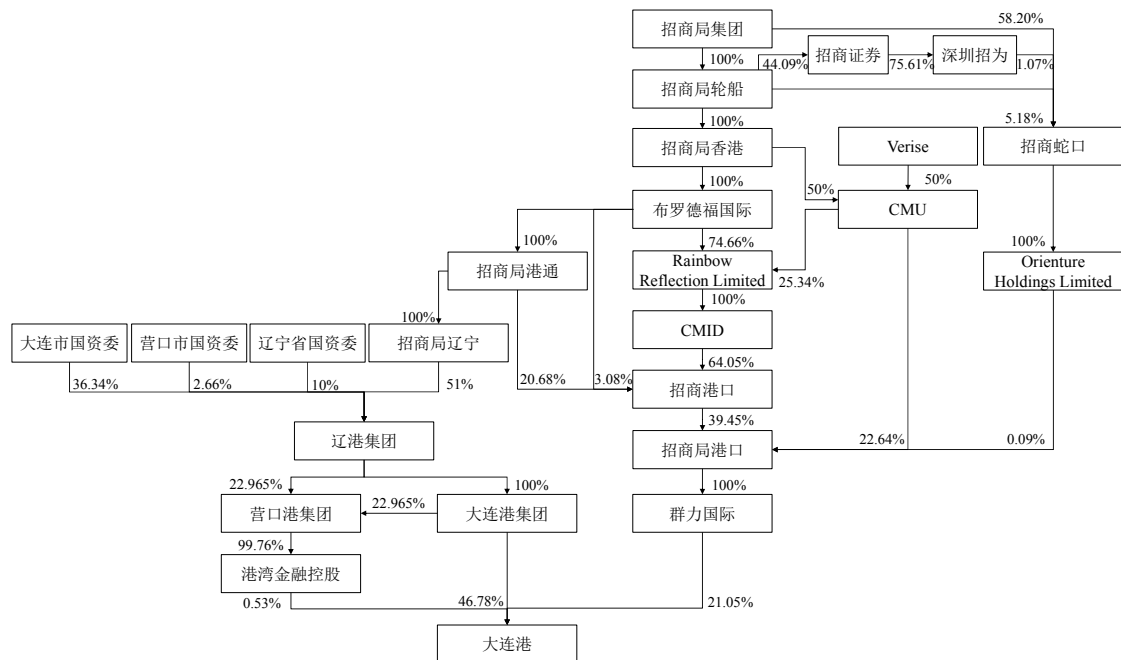 58.20%
招商局集团
招商证券
深圳招为
100%
44.09%
75.61%
1.07%
招商局轮船
100%
5.18%
招商局香港
Verise
招商蛇口
100%
50%
50%
布罗德福国际
CMU
100%
74.66%
100%
招商局港通
Rainbow
Reflection Limited
25.34%
Orienture
Holdings Limited
100%
100%
大连市国资委
营口市国资委
辽宁省国资委
招商局辽宁
CMID
64.05%
36.34%
2.66%
10%
51%
20.68%
3.08%
招商港口
39.45%
辽港集团
招商局港口
22.64%
0.09%
22.965%
100%
100%
营口港集团
22.965%
大连港集团
群力国际
99.76%
港湾金融控股
0.53%
46.78%
21.05%
大连港